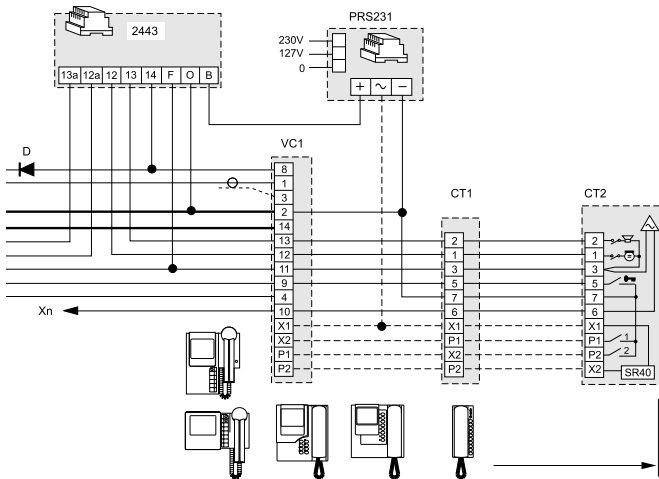 2443
13a 12a 12 13 14 F O B
PRS231
230V
127V
0
+ ~ −
D
VC1
8
1
3
2
14
13
12
11
9
4
10
X1
X2
P1
P2
Xn
CT1
2
1
3
5
7
6
X1
P1
X2
P2
CT2
2
1
3
5
7
6
X1
P1 1
P2 2
X2 SR40